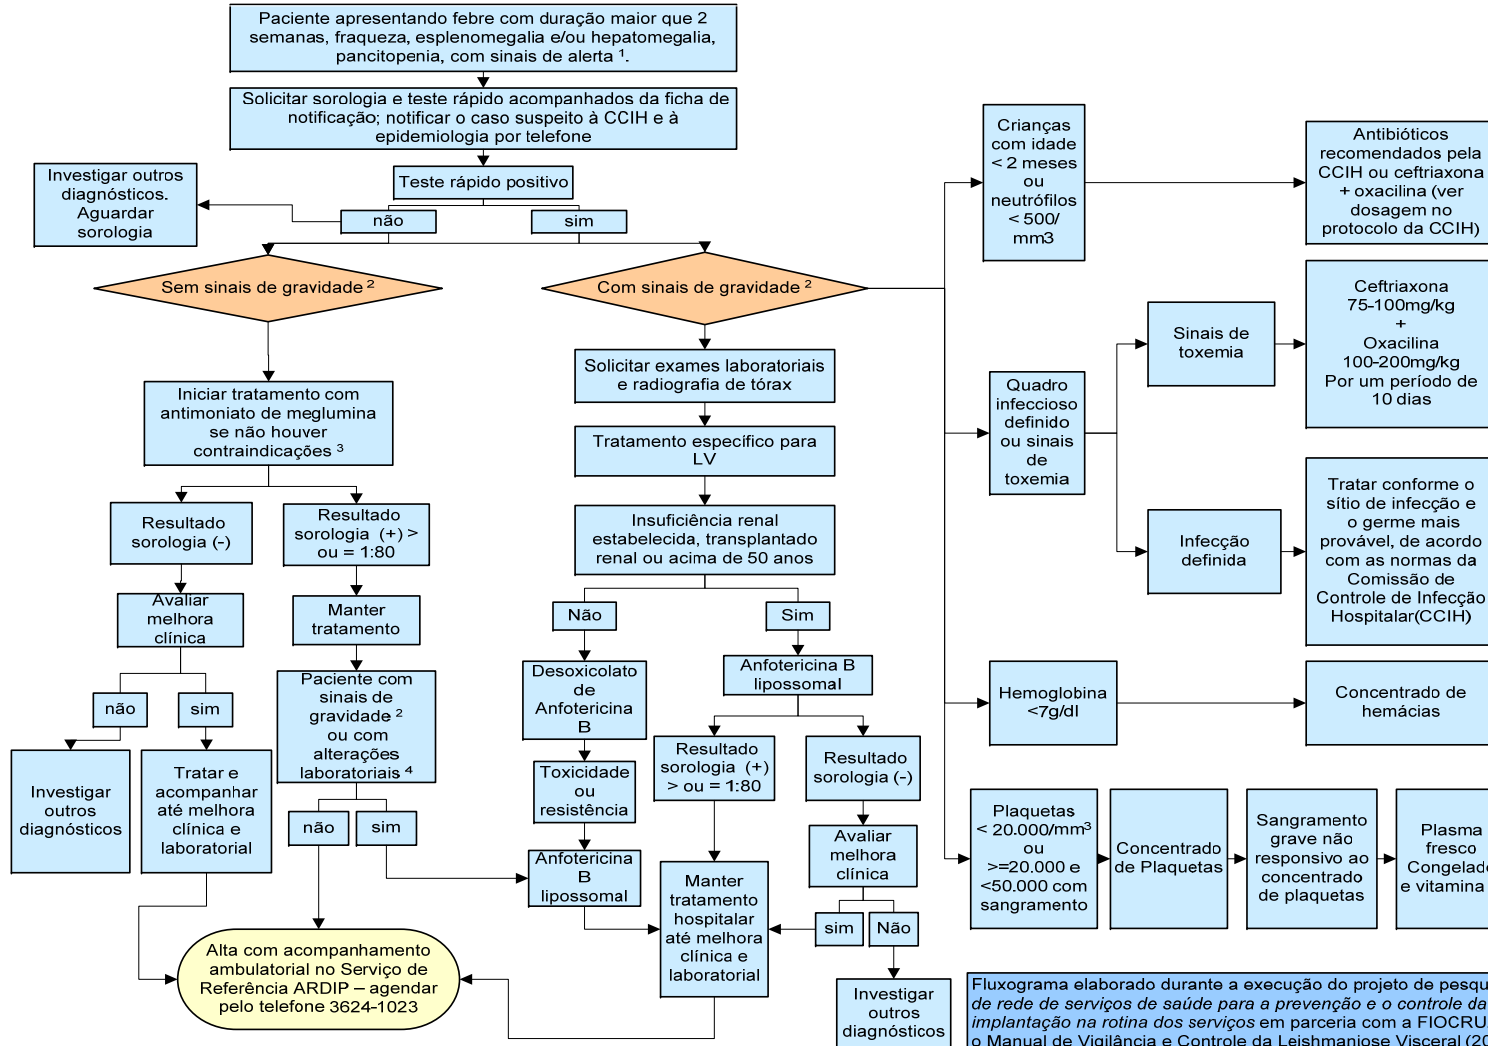 Paciente apresentando febre com duração maior que 2
semanas, fraqueza, esplenomegalia e/ou hepatomegalia,
pancitopenia, com sinais de alerta ¹.
Solicitar sorologia e teste rápido acompanhados da ficha de
notificação; notificar o caso suspeito à CCIH e à
epidemiologia por telefone
Teste rápido positivo
não
sim
Investigar outros
diagnósticos.
Aguardar
sorologia
Sem sinais de gravidade ²
Com sinais de gravidade ²
Iniciar tratamento com
antimoniato de meglumina
se não houver
contraindicações ³
Resultado
sorologia (-)
Resultado
sorologia (+) >
ou = 1:80
Avaliar
melhora
clínica
Manter
tratamento
não
sim
Paciente com
sinais de
gravidade ²
ou com
alterações
laboratoriais ⁴
Investigar
outros
diagnósticos
Tratar e
acompanhar
até melhora
clínica e
laboratorial
não
sim
Alta com acompanhamento
ambulatorial no Serviço de
Referência ARDIP – agendar
pelo telefone 3624-1023
Solicitar exames laboratoriais
e radiografia de tórax
Tratamento específico para
LV
Insuficiência renal
estabelecida, transplantado
renal ou acima de 50 anos
Não
Sim
Desoxicolato
de
Anfotericina
B
Toxicidade
ou
resistência
Anfotericina
B
lipossomal
Anfotericina B
lipossomal
Resultado
sorologia (+)
> ou = 1:80
Resultado
sorologia (-)
Avaliar
melhora
clínica
sim
Não
Manter
tratamento
hospitalar
até melhora
clínica e
laboratorial
Investigar
outros
diagnósticos
Crianças
com idade
< 2 meses
ou
neutrófilos
< 500/
mm3
Antibióticos
recomendados pela
CCIH ou ceftriaxona
+ oxacilina (ver
dosagem no
protocolo da CCIH)
Quadro
infeccioso
definido
ou sinais
de
toxemia
Sinais de
toxemia
Ceftriaxona
75-100mg/kg
+
Oxacilina
100-200mg/kg
Por um período de
10 dias
Infecção
definida
Tratar conforme o
sítio de infecção e
o germe mais
provável, de acordo
com as normas da
Comissão de
Controle de Infecção
Hospitalar(CCIH)
Hemoglobina
<7g/dl
Concentrado de
hemácias
Plaquetas
< 20.000/mm³
ou
>=20.000 e
<50.000 com
sangramento
Concentrado
de Plaquetas
Sangramento
grave não
responsivo ao
concentrado
de plaquetas
Plasma
fresco
e vitamina
Fluxograma elaborado durante a execução do projeto de
de rede de serviços de saúde para a prevenção e o controle da
implantação na rotina dos serviços em parceria com a
o Manual de Vigilância e Controle da Leishmaniose Visceral